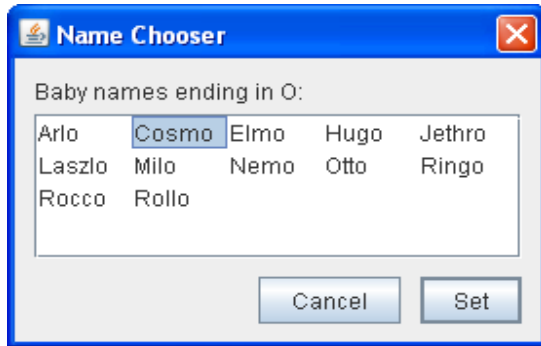 Name Chooser
Baby names ending in O:
Arlo Cosmo Elmo Hugo Jethro
Laszlo Milo Nemo Otto Ringo
Rocco Rollo
Cancel Set